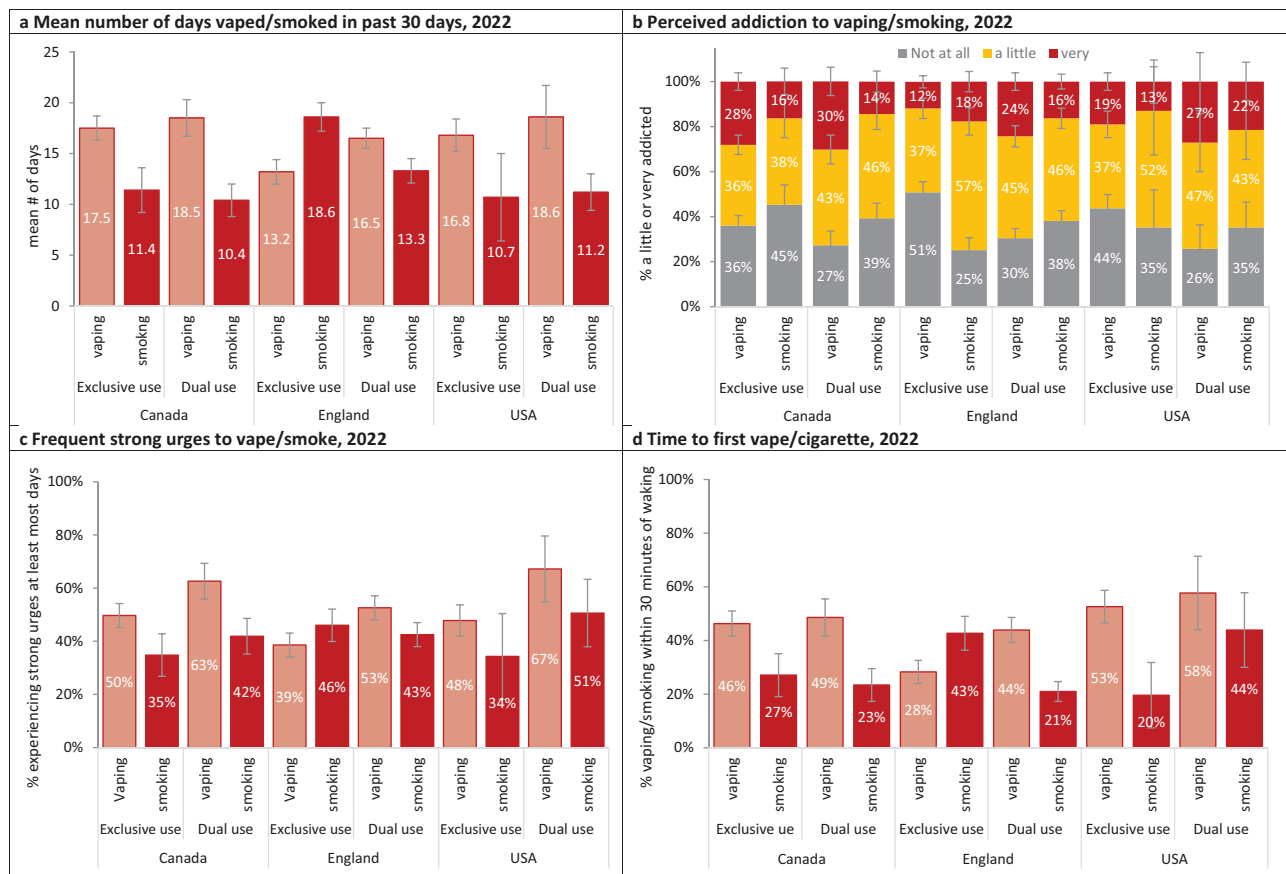 a Mean number of days vaped/smoked in past 30 days, 2022
mean # of days
25
20
15
10
5
0
17.5
11.4
18.5
10.4
13.2
18.6
16.5
13.3
16.8
10.7
18.6
11.2
vaping
smoking
vaping
smoking
vaping
smoking
vaping
smoking
vaping
smoking
vaping
smoking
Exclusive use
Dual use
Exclusive use
Dual use
Exclusive use
Dual use
Canada
England
USA
b Perceived addiction to vaping/smoking, 2022
Not at all
a little
very
% a little or very addicted
100%
80%
60%
40%
20%
0%
28%
16%
30%
14%
12%
18%
24%
16%
19%
13%
27%
22%
36%
38%
43%
46%
37%
57%
45%
46%
37%
52%
47%
43%
36%
45%
27%
39%
51%
25%
30%
38%
44%
35%
26%
35%
vaping
smoking
vaping
smoking
vaping
smoking
vaping
smoking
vaping
smoking
vaping
smoking
Exclusive use
Dual use
Exclusive use
Dual use
Exclusive use
Dual use
Canada
England
USA
c Frequent strong urges to vape/smoke, 2022
% experiencing strong urges at least most days
100%
80%
60%
40%
20%
0%
50%
35%
63%
42%
39%
46%
53%
43%
48%
34%
67%
51%
Vaping
smoking
vaping
smoking
Vaping
smoking
vaping
smoking
vaping
smoking
vaping
smoking
Exclusive use
Dual use
Exclusive use
Dual use
Exclusive use
Dual use
Canada
England
USA
d Time to first vape/cigarette, 2022
% vaping/smoking within 30 minutes of waking
100%
80%
60%
40%
20%
0%
46%
27%
49%
23%
28%
43%
44%
21%
53%
20%
58%
44%
vaping
smoking
vaping
smoking
vaping
smoking
vaping
smoking
vaping
smoking
vaping
smoking
Exclusive ue
Dual use
Exclusive use
Dual use
Exclusive use
Dual use
Canada
England
USA